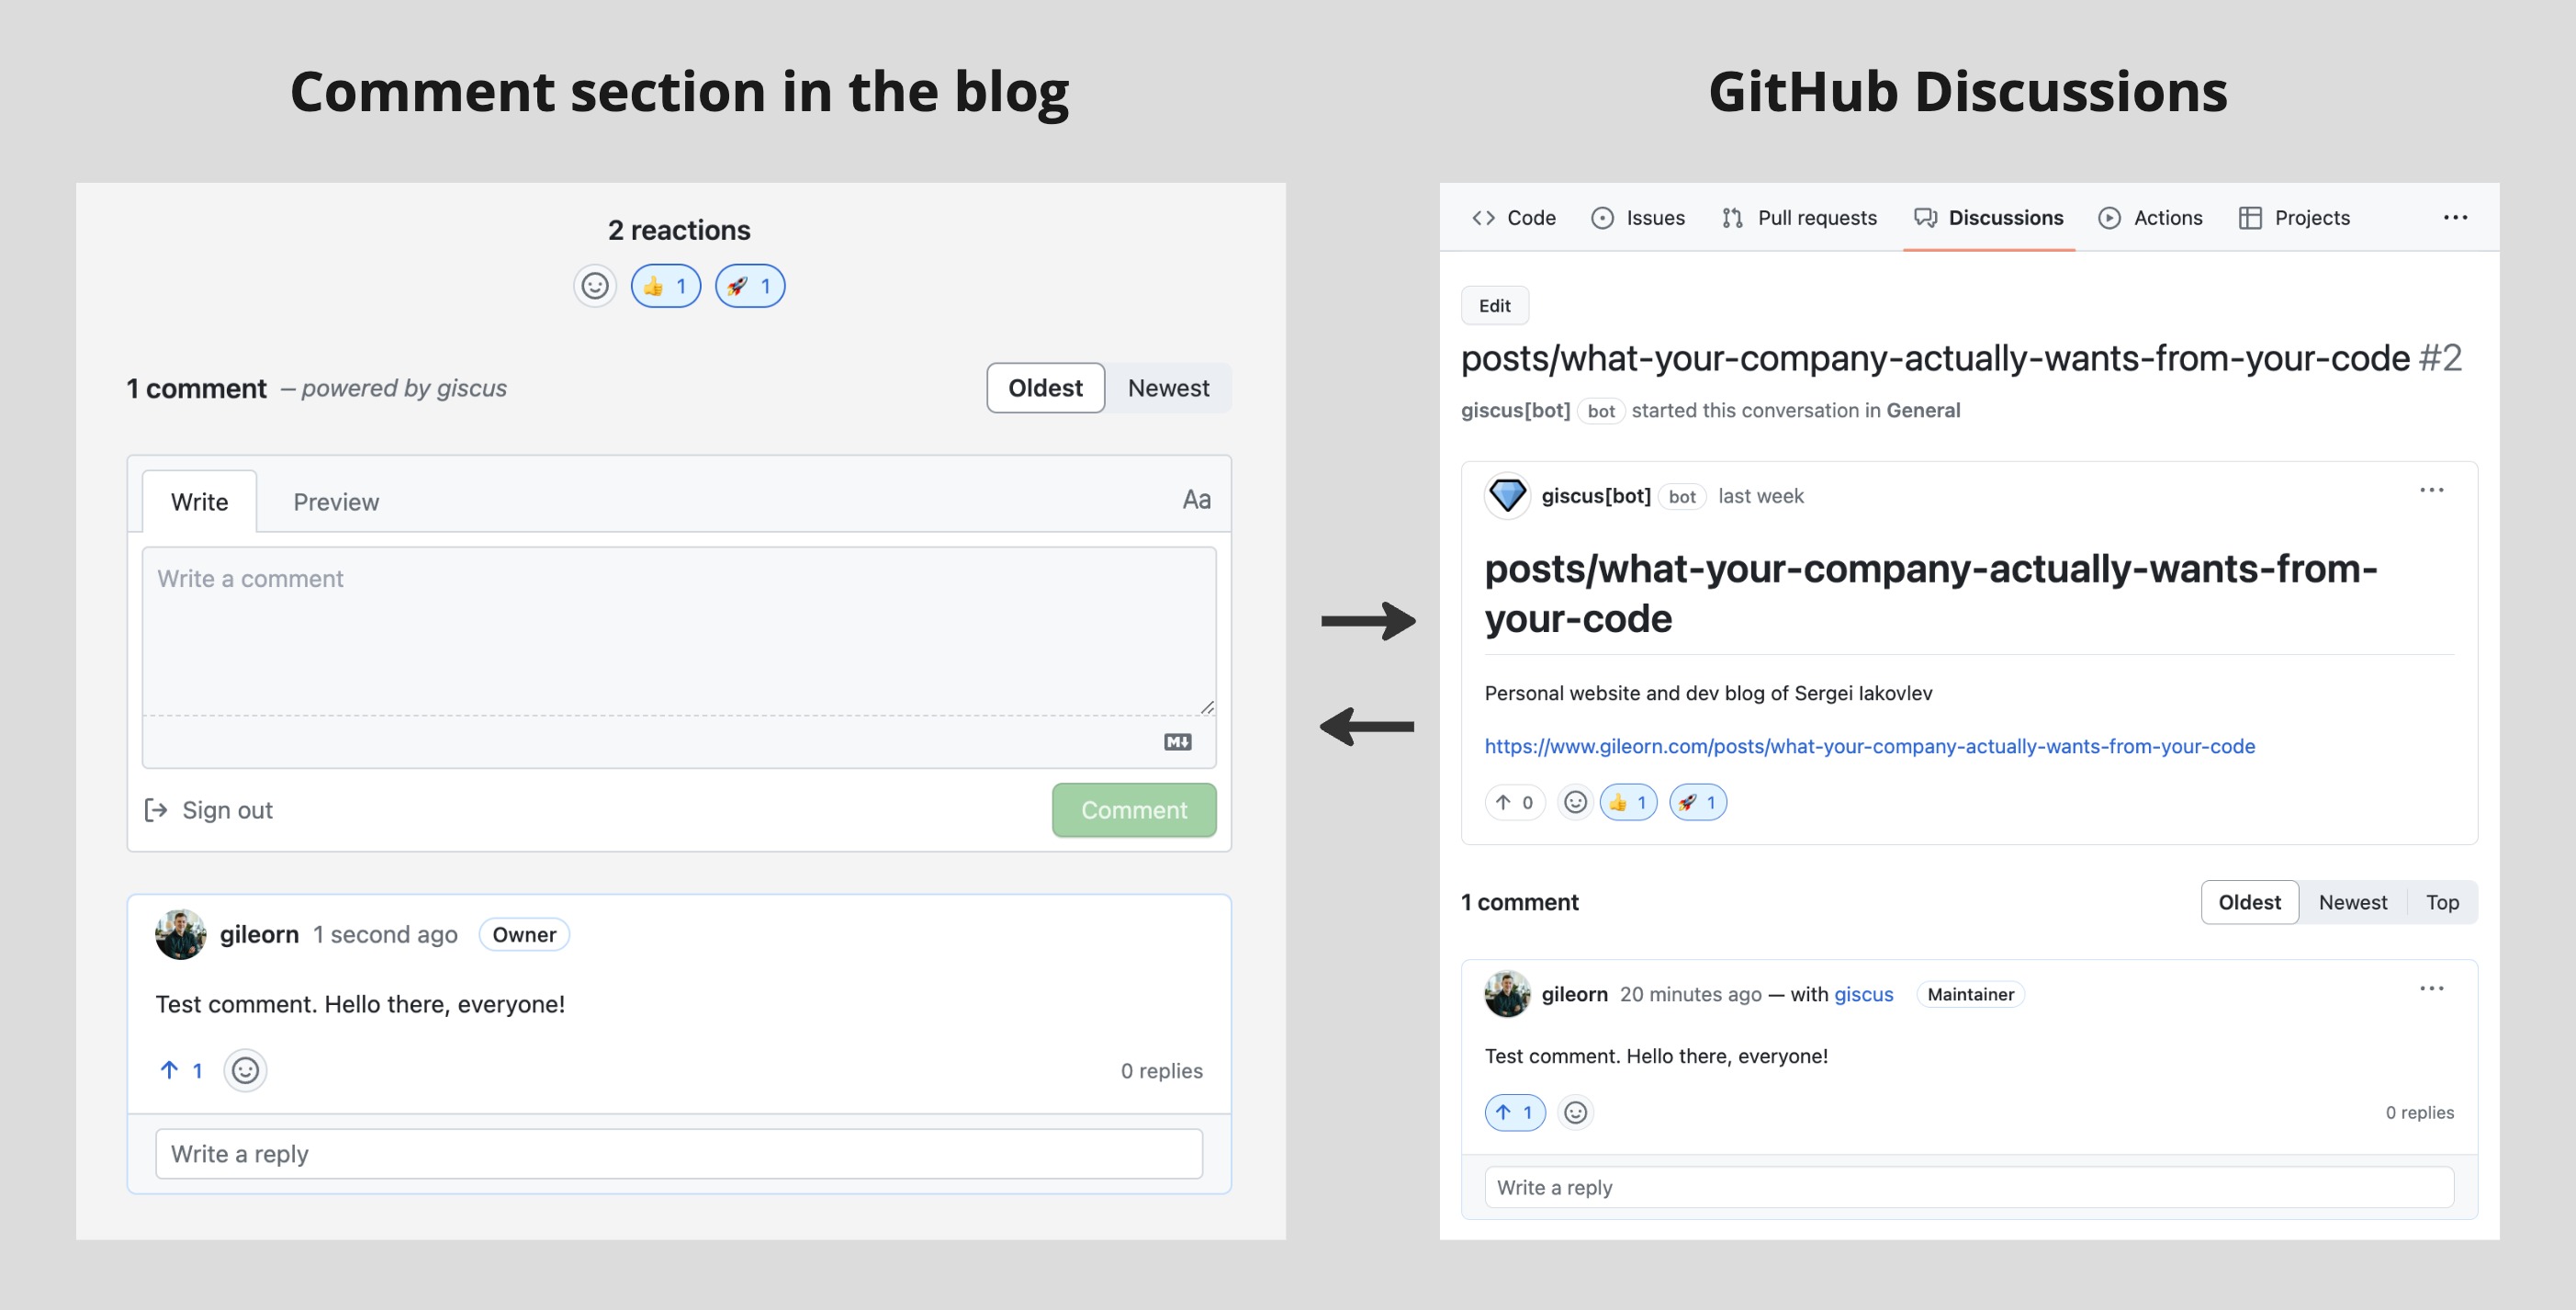 Comment section in the blog
GitHub Discussions
2 reactions
👍 1 🚀 1
1 comment – powered by giscus
Oldest Newest
Write Preview Aa
Write a comment
M↓
Sign out Comment
gileorn 1 second ago Owner
Test comment. Hello there, everyone!
↑ 1 0 replies
Write a reply
<> Code Issues Pull requests Discussions Actions Projects ...
Edit
posts/what-your-company-actually-wants-from-your-code #2
giscus[bot] bot started this conversation in General
giscus[bot] bot last week ...
posts/what-your-company-actually-wants-from-
your-code
Personal website and dev blog of Sergei Iakovlev
https://www.gileorn.com/posts/what-your-company-actually-wants-from-your-code
↑ 0 👍 1 🚀 1
1 comment Oldest Newest Top
gileorn 20 minutes ago — with giscus Maintainer ...
Test comment. Hello there, everyone!
↑ 1 0 replies
Write a reply